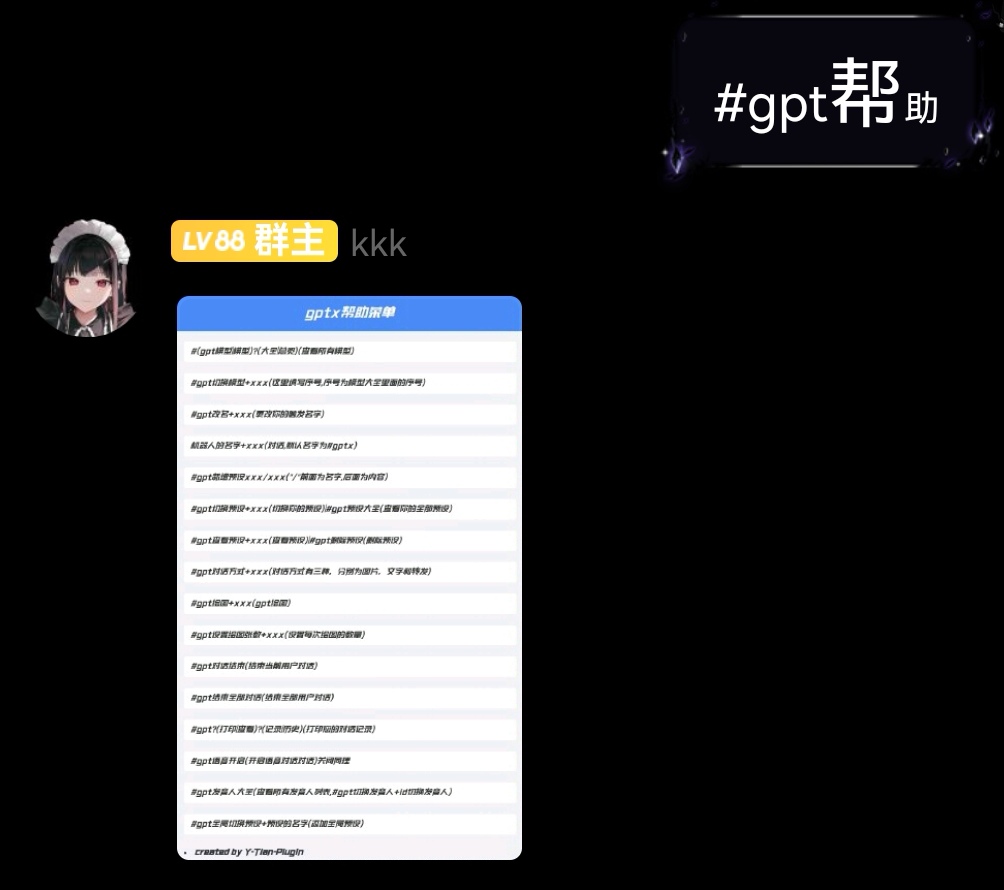 #gpt帮助
LV88 群主 kkk
gptx帮助菜单
#(gpt模型|模型)?(大全|总表)(查看所有模型)
#gpt切换模型+xxx(这里填写序号,序号为模型大全里面的序号)
#gpt改名+xxx(更改你的触发名字)
机器人的名字+xxx(对话,默认名字为#gptx)
#gpt新建预设xxx/xxx("/"前面为名字,后面为内容)
#gpt切换预设+xxx(切换你的预设)|#gpt预设大全(查看你的全部预设)
#gpt查看预设+xxx(查看预设)|#gpt删除预设(删除预设)
#gpt对话方式+xxx(对话方式有三种，分别为图片，文字和转发)
#gpt绘图+xxx(gpt绘图)
#gpt设置绘图张数+xxx(设置每次绘图的数量)
#gpt对话结束(结束当前用户对话)
#gpt结束全部对话(结束全部用户对话)
#gpt?(打印|查看)?(记录|历史)(打印你的对话记录)
#gpt语音开启(开启语音对话对话)关闭同理
#gpt发音人大全(查看所有发音人列表,#gpt切换发音人+id切换发音人)
#gpt全局切换预设+预设的名字(添加全局预设)
• created by Y-Tian-Plugin